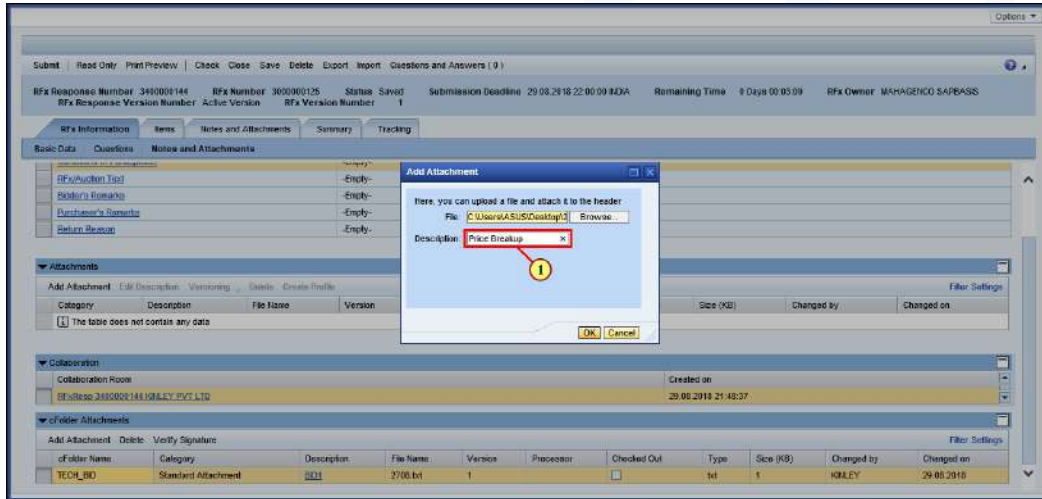 Options
Submit Read Only Print Preview Check Close Save Delete Export Import Questions and Answers ( 0 )
RFx Response Number 3400000144 RFx Number 3000000125 Status Saved Submission Deadline 29.08.2018 22:00:00 INDIA Remaining Time 0 Days 00:05:09 RFx Owner MAHAGENCO SAPBASIS
RFx Response Version Number Active Version RFx Version Number 1
RFx Information Items Notes and Attachments Summary Tracking
Basic Data Questions Notes and Attachments
-Empty-
RFx/Auction Text -Empty-
Bidder's Remarks -Empty-
Purchaser's Remarks -Empty-
Return Reason -Empty-
Add Attachment
Here, you can upload a file and attach it to the header
File: C:\Users\ASUS\Desktop\2 Browse...
Description: Price Breakup ×
1
OK Cancel
Attachments
Add Attachment Edit Description Versioning Delete Create Profile Filter Settings
Category Description File Name Version Size (KB) Changed by Changed on
The table does not contain any data
Collaboration
Collaboration Room Created on
RFxResp 3400000144 KINLEY PVT LTD 29.08.2018 21:48:37
cFolder Attachments
Add Attachment Delete Verify Signature Filter Settings
cFolder Name Category Description File Name Version Processor Checked Out Type Size (KB) Changed by Changed on
TECH_BID Standard Attachment BID1 2708.txt 1 txt 1 KINLEY 29.08.2018